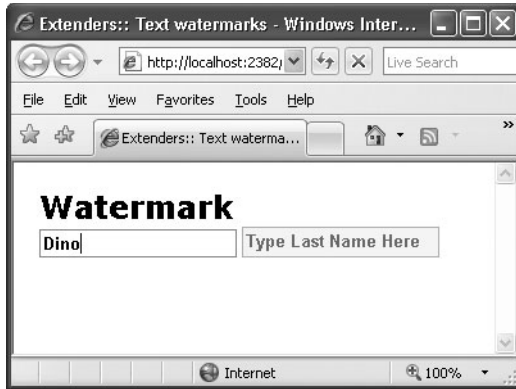 Extenders:: Text watermarks - Windows Inter...
http://localhost:2382/
Live Search
File Edit View Favorites Tools Help
Extenders:: Text waterma...
»
Watermark
Dino
Type Last Name Here
Internet
100%